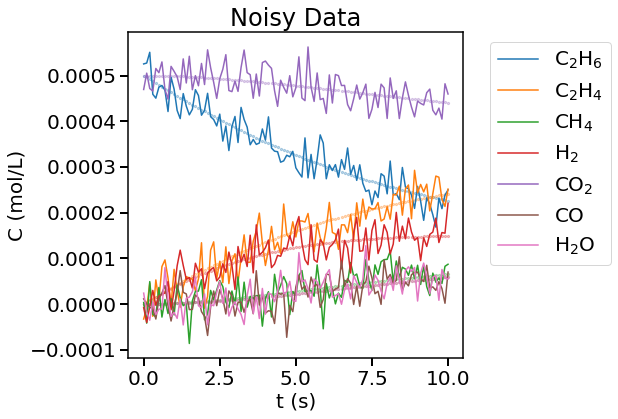 Noisy Data
C (mol/L)
0.0005
0.0004
0.0003
0.0002
0.0001
0.0000
−0.0001
0.0
2.5
5.0
7.5
10.0
t (s)
C₂H₆
C₂H₄
CH₄
H₂
CO₂
CO
H₂O